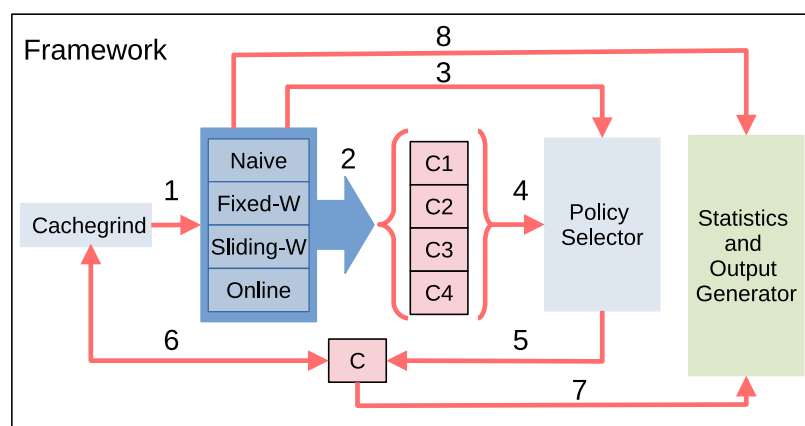 Framework
8
3
Naive
Fixed-W
Sliding-W
Online
2
C1
C2
C3
C4
1
Cachegrind
4
Policy
Selector
Statistics
and
Output
Generator
6
C
5
7